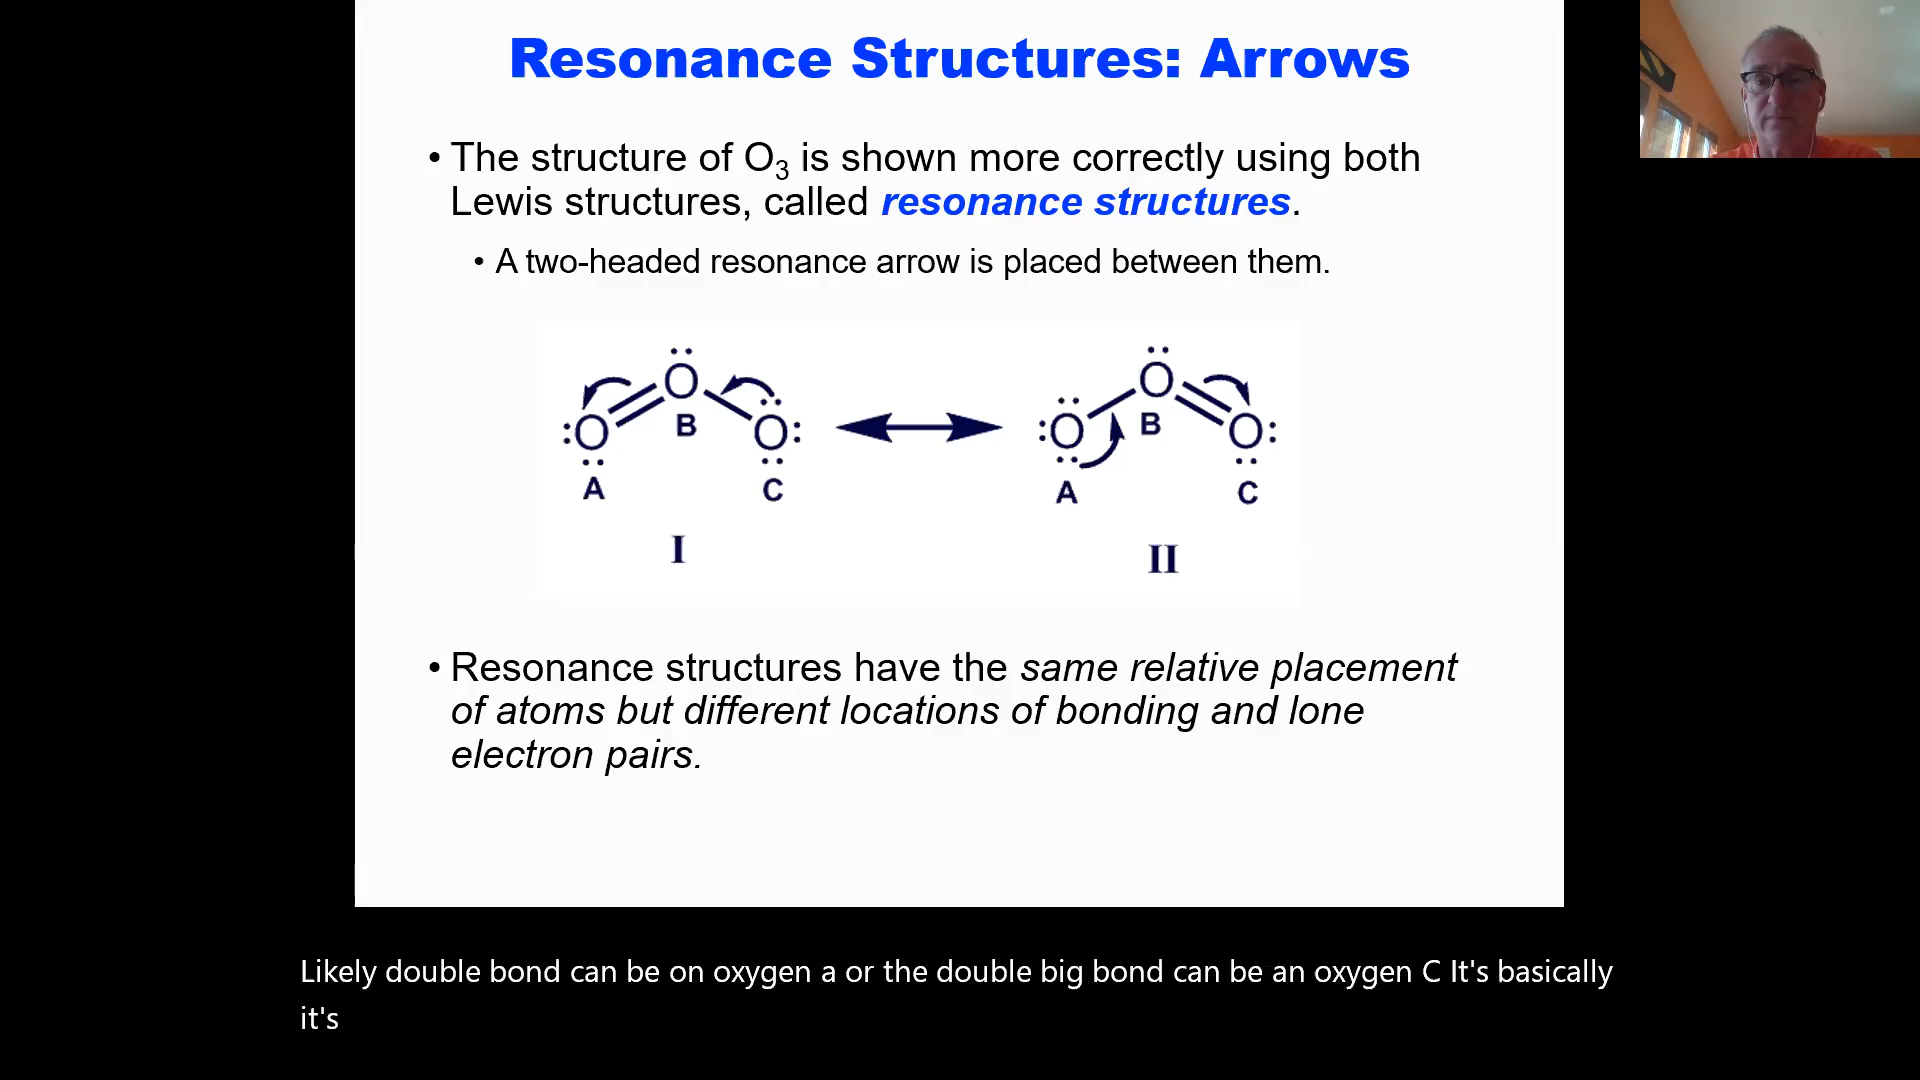 Resonance Structures: Arrows
• The structure of O₃ is shown more correctly using both
Lewis structures, called resonance structures.
• A two-headed resonance arrow is placed between them.
O O O
A B C
I
O O O
A B C
II
• Resonance structures have the same relative placement
of atoms but different locations of bonding and lone
electron pairs.
Likely double bond can be on oxygen a or the double big bond can be an oxygen C It's basically
it's